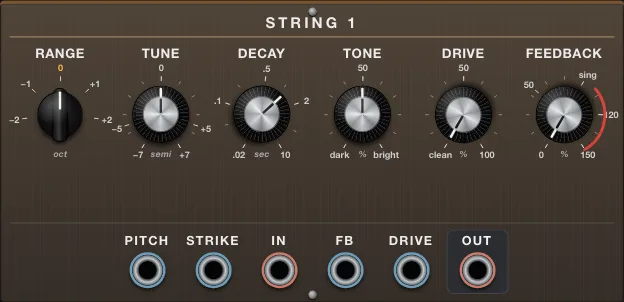 STRING 1
RANGE TUNE DECAY TONE DRIVE FEEDBACK
0 0 .5 50 50 sing
−1 +1 .1 2 50
−2 +2 −5 +5 120
oct −7 semi +7 .02 sec 10 dark % bright clean % 100 0 % 150
PITCH STRIKE IN FB DRIVE OUT